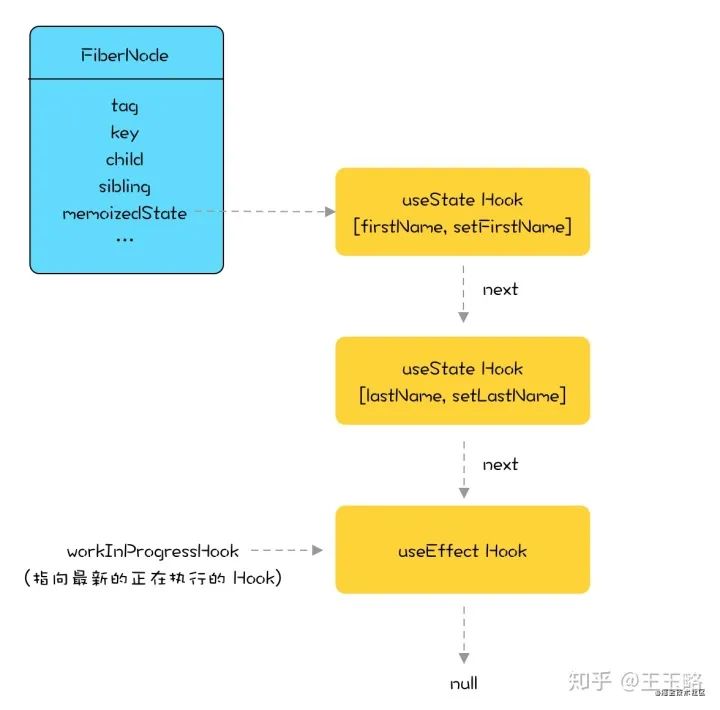 FiberNode
tag
key
child
sibling
memoizedState
...
useState Hook
[firstName, setFirstName]
next
useState Hook
[lastName, setLastName]
next
workInProgressHook
(指向最新的正在执行的 Hook)
useEffect Hook
null
知乎 @王玉略